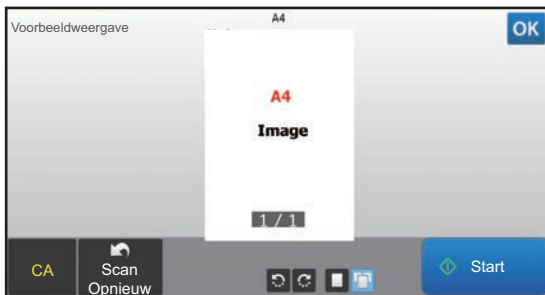 A4
Voorbeeldweergave
OK
A4
Image
1 / 1
CA
Scan
Opnieuw
Start